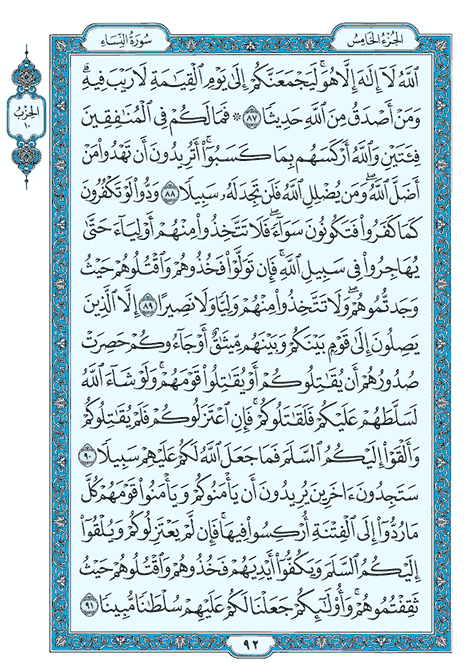 الجزء الخامس
سورة النساء
الحزب
١٠
ٱللَّهُ لَآ إِلَـٰهَ إِلَّا هُوَۚ لَيَجْمَعَنَّكُمْ إِلَىٰ يَوْمِ ٱلْقِيَـٰمَةِ لَا رَيْبَ فِيهِۗ
وَمَنْ أَصْدَقُ مِنَ ٱللَّهِ حَدِيثًا ٨٧ ۞ فَمَا لَكُمْ فِى ٱلْمُنَـٰفِقِينَ
فِئَتَيْنِ وَٱللَّهُ أَرْكَسَهُم بِمَا كَسَبُوٓا۟ۚ أَتُرِيدُونَ أَن تَهْدُوا۟ مَنْ
أَضَلَّ ٱللَّهُۖ وَمَن يُضْلِلِ ٱللَّهُ فَلَن تَجِدَ لَهُۥ سَبِيلًا ٨٨ وَدُّوا۟ لَوْ تَكْفُرُونَ
كَمَا كَفَرُوا۟ فَتَكُونُونَ سَوَآءًۖ فَلَا تَتَّخِذُوا۟ مِنْهُمْ أَوْلِيَآءَ حَتَّىٰ
يُهَاجِرُوا۟ فِى سَبِيلِ ٱللَّهِۚ فَإِن تَوَلَّوْا۟ فَخُذُوهُمْ وَٱقْتُلُوهُمْ حَيْثُ
وَجَدتُّمُوهُمْۖ وَلَا تَتَّخِذُوا۟ مِنْهُمْ وَلِيًّا وَلَا نَصِيرًا ٨٩ إِلَّا ٱلَّذِينَ
يَصِلُونَ إِلَىٰ قَوْمٍۭ بَيْنَكُمْ وَبَيْنَهُم مِّيثَـٰقٌ أَوْ جَآءُوكُمْ حَصِرَتْ
صُدُورُهُمْ أَن يُقَـٰتِلُوكُمْ أَوْ يُقَـٰتِلُوا۟ قَوْمَهُمْۚ وَلَوْ شَآءَ ٱللَّهُ
لَسَلَّطَهُمْ عَلَيْكُمْ فَلَقَـٰتَلُوكُمْۚ فَإِنِ ٱعْتَزَلُوكُمْ فَلَمْ يُقَـٰتِلُوكُمْ
وَأَلْقَوْا۟ إِلَيْكُمُ ٱلسَّلَمَ فَمَا جَعَلَ ٱللَّهُ لَكُمْ عَلَيْهِمْ سَبِيلًا ٩٠
سَتَجِدُونَ ءَاخَرِينَ يُرِيدُونَ أَن يَأْمَنُوكُمْ وَيَأْمَنُوا۟ قَوْمَهُمْ كُلَّ
مَا رُدُّوٓا۟ إِلَى ٱلْفِتْنَةِ أُرْكِسُوا۟ فِيهَاۚ فَإِن لَّمْ يَعْتَزِلُوكُمْ وَيُلْقُوٓا۟
إِلَيْكُمُ ٱلسَّلَمَ وَيَكُفُّوٓا۟ أَيْدِيَهُمْ فَخُذُوهُمْ وَٱقْتُلُوهُمْ حَيْثُ
ثَقِفْتُمُوهُمْۚ وَأُو۟لَـٰٓئِكُمْ جَعَلْنَا لَكُمْ عَلَيْهِمْ سُلْطَـٰنًا مُّبِينًا ٩١
٩٢